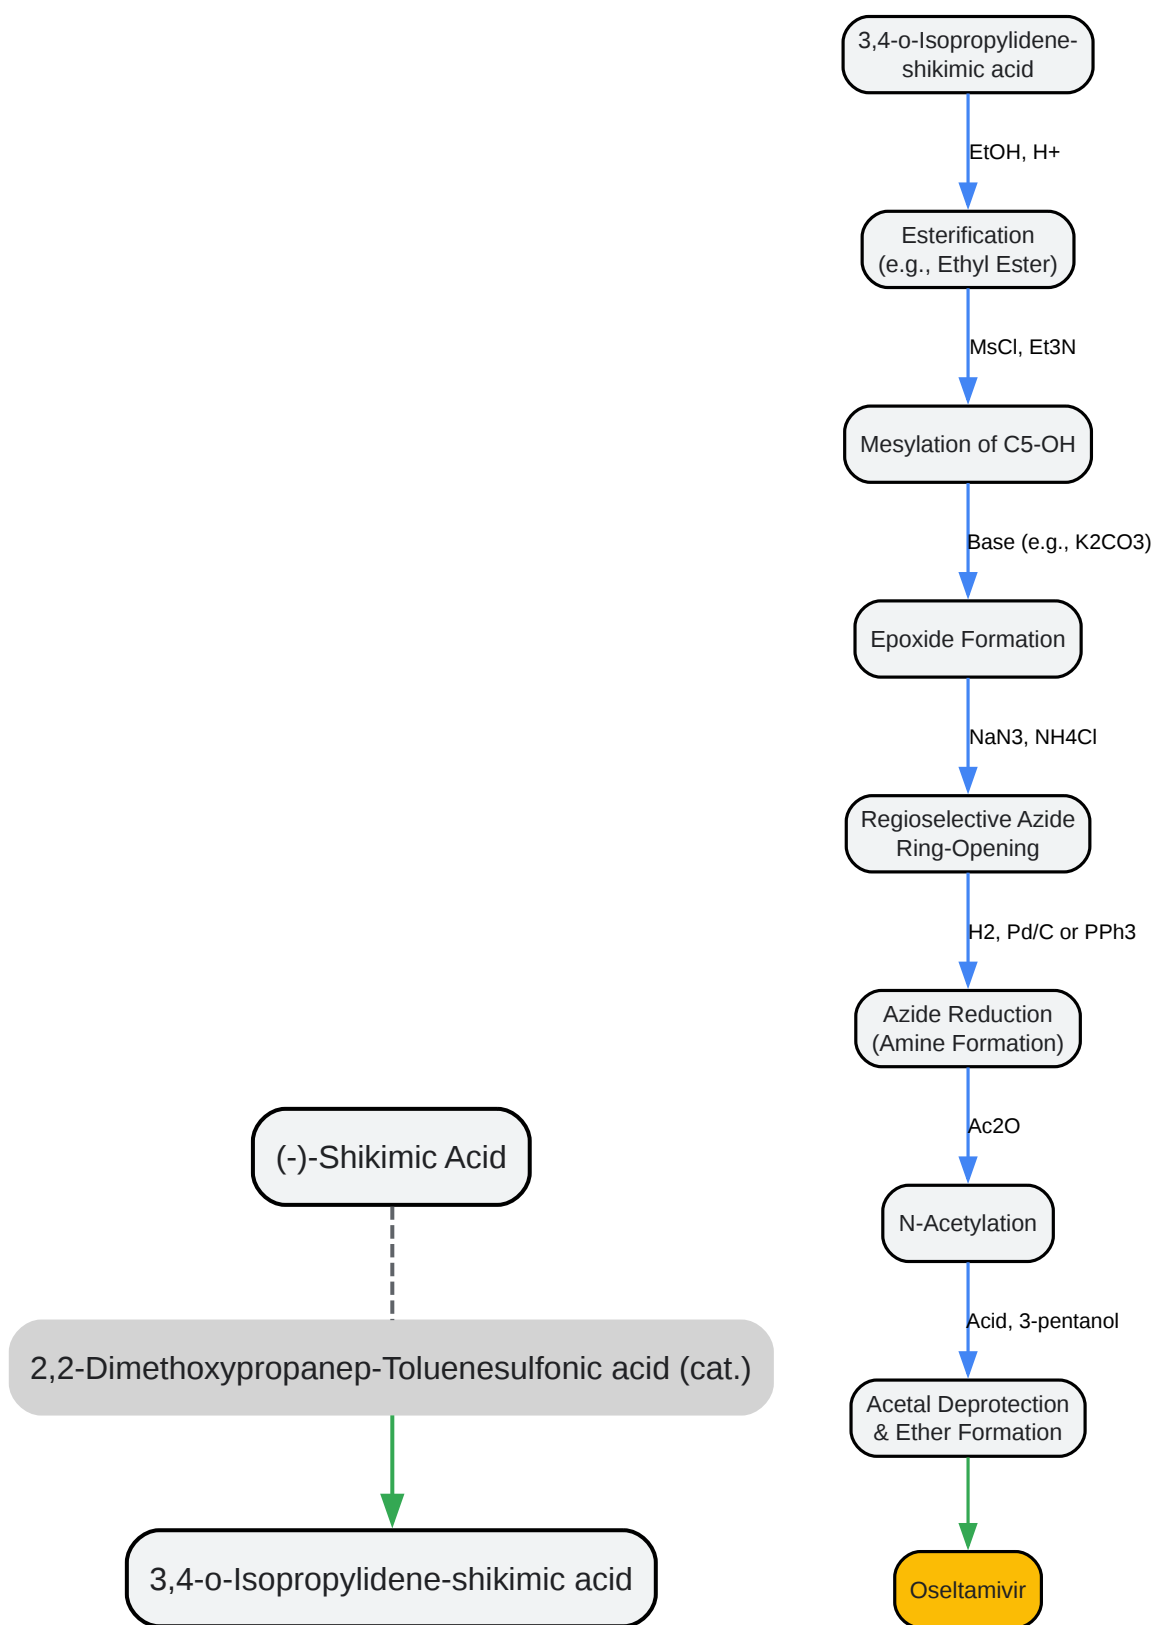 3,4-o-Isopropylidene-
shikimic acid
EtOH, H+
Esterification
(e.g., Ethyl Ester)
MsCl, Et3N
Mesylation of C5-OH
Base (e.g., K2CO3)
Epoxide Formation
NaN3, NH4Cl
Regioselective Azide
Ring-Opening
H2, Pd/C or PPh3
Azide Reduction
(Amine Formation)
Ac2O
N-Acetylation
Acid, 3-pentanol
Acetal Deprotection
& Ether Formation
Oseltamivir
(-)-Shikimic Acid
2,2-Dimethoxypropanep-Toluenesulfonic acid (cat.)
3,4-o-Isopropylidene-shikimic acid